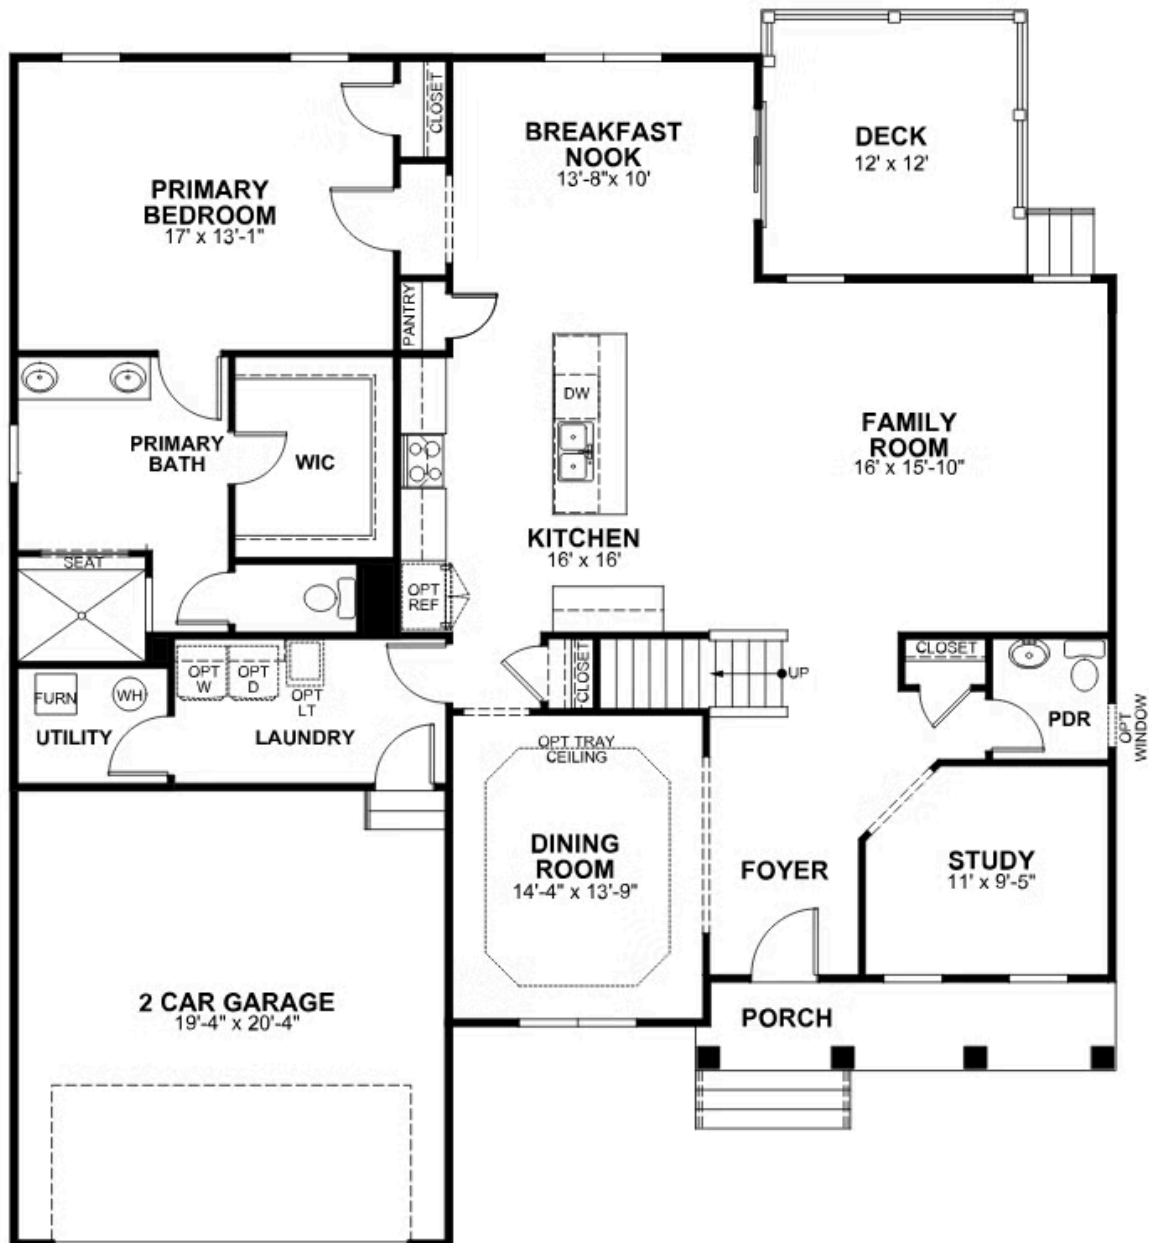 CLOSET
BREAKFAST
NOOK
13'-8"x 10'
DECK
12' x 12'
PRIMARY
BEDROOM
17' x 13'-1"
PANTRY
DW
PRIMARY
BATH
WIC
FAMILY
ROOM
16' x 15'-10"
KITCHEN
16' x 16'
SEAT
OPT
REF
CLOSET
UP
CLOSET
OPT
W
OPT
D
OPT
LT
FURN
WH
UTILITY
LAUNDRY
PDR
OPT
WINDOW
OPT TRAY
CEILING
DINING
ROOM
14'-4" x 13'-9"
FOYER
STUDY
11' x 9'-5"
2 CAR GARAGE
19'-4" x 20'-4"
PORCH